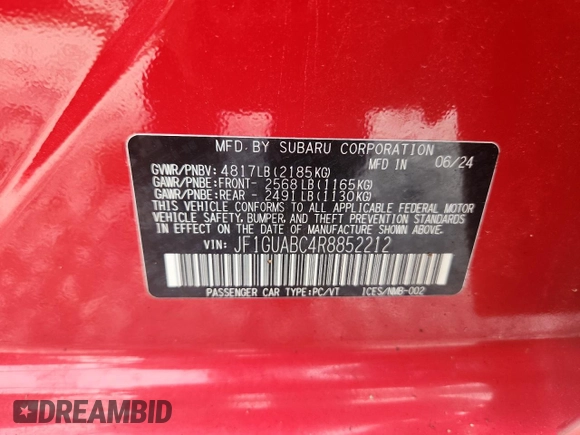 MFD. BY SUBARU CORPORATION
GVWR/PNBV: 4817LB(2185KG) MFD IN 06/24
GAWR/PNBE:FRONT- 2568LB(1165KG)
GAWR/PNBE:REAR - 2491LB(1130KG)
THIS VEHICLE CONFORMS TO ALL APPLICABLE FEDERAL MOTOR
VEHICLE SAFETY, BUMPER, AND THEFT PREVENTION STANDARDS
IN EFFECT ON THE DATE OF MANUFACTURE SHOWN ABOVE.
VIN: JF1GUABC4R8852212
PASSENGER CAR TYPE:PC/VT ICES/NMB-002
DREAMBID